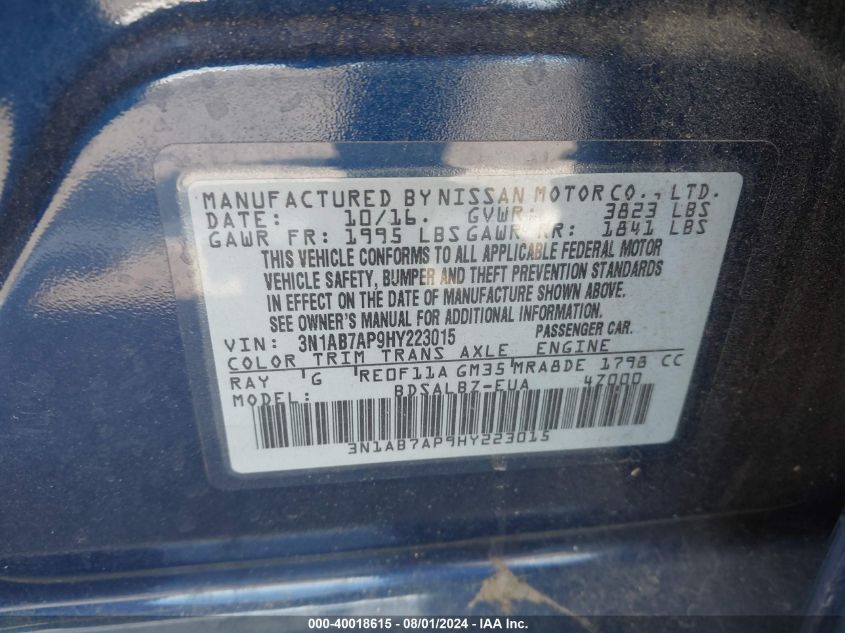 MANUFACTURED BY NISSAN MOTOR CO., LTD.
DATE: 10/16. GVWR: 3823 LBS
GAWR FR: 1995 LBS GAWR RR: 1841 LBS
THIS VEHICLE CONFORMS TO ALL APPLICABLE FEDERAL MOTOR
VEHICLE SAFETY, BUMPER AND THEFT PREVENTION STANDARDS
IN EFFECT ON THE DATE OF MANUFACTURE SHOWN ABOVE.
SEE OWNER'S MANUAL FOR ADDITIONAL INFORMATION.
VIN: 3N1AB7AP9HY223015 PASSENGER CAR.
COLOR TRIM TRANS AXLE ENGINE
RAY G RE0F11A GM35 MRA8DE 1798 CC
MODEL: BDSALBZ-EUA 4Z000
3N1AB7AP9HY223015
000-40018615 - 08/01/2024 - IAA Inc.